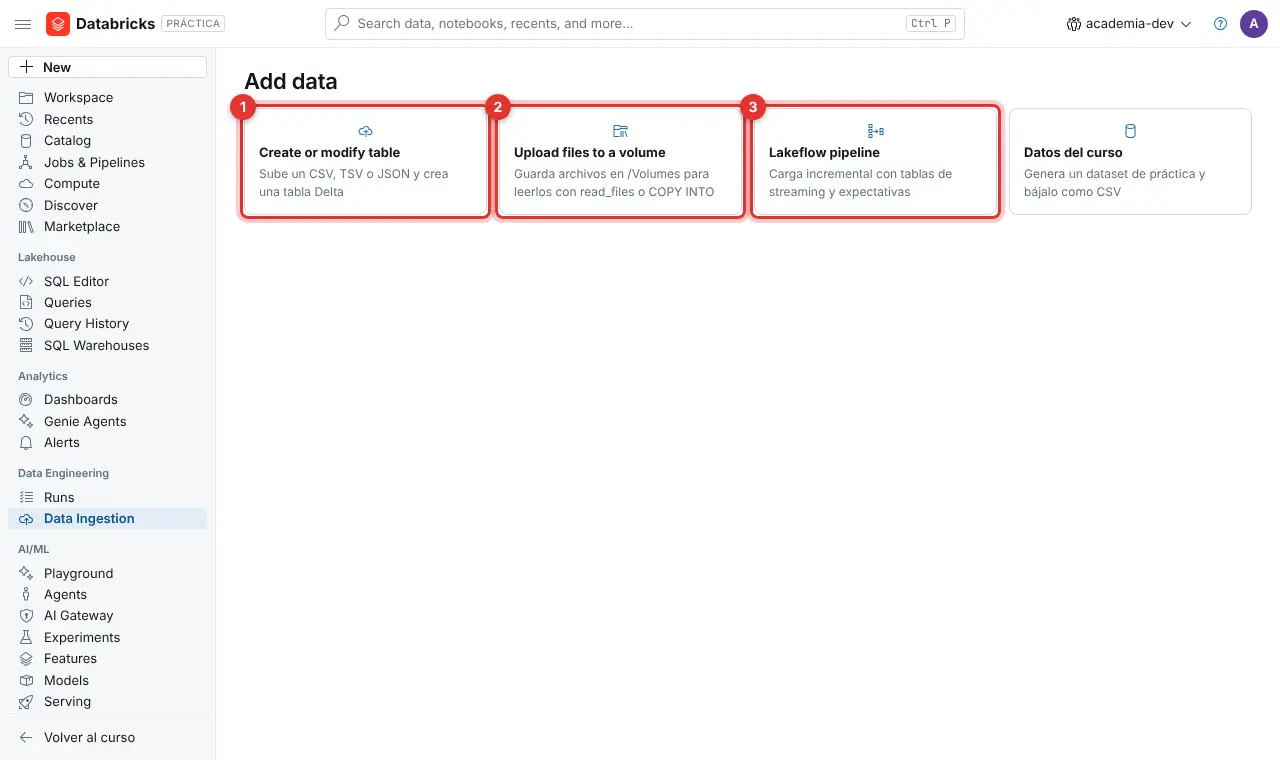 Databricks
PRÁCTICA
Search data, notebooks, recents, and more...
Ctrl P
academia-dev
?
A
New
Workspace
Recents
Catalog
Jobs & Pipelines
Compute
Discover
Marketplace
Lakehouse
SQL Editor
Queries
Query History
SQL Warehouses
Analytics
Dashboards
Genie Agents
Alerts
Data Engineering
Runs
Data Ingestion
AI/ML
Playground
Agents
AI Gateway
Experiments
Features
Models
Serving
Volver al curso
Add data
1
Create or modify table
Sube un CSV, TSV o JSON y crea
una tabla Delta
2
Upload files to a volume
Guarda archivos en /Volumes para
leerlos con read_files o COPY INTO
3
Lakeflow pipeline
Carga incremental con tablas de
streaming y expectativas
Datos del curso
Genera un dataset de práctica y
bájalo como CSV